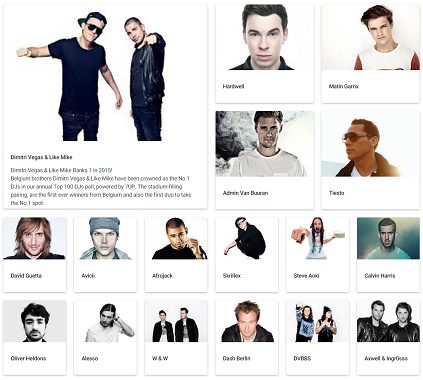 Hardwell
Matin Garrix
Dimitri Vegas & Like Mike
Dimitri Vegas & Like Mike Ranks 1 in 2015!
Belgium brothers Dimitri Vegas & Like Mike have been crowned as the No.1
DJs in our annual Top 100 DJs poll, powered by 7UP. The stadium-filling
pairing, are the first ever winners from Belgium and also the first duo to take
the No.1 spot.
Admin Van Buuran
Tiesto
David Guetta
Avicii
Afrojack
Skrillex
Steve Aoki
Calvin Harris
Oliver Heldons
Alesso
W & W
Dash Berlin
DVBBS
Axwell & Ingr0sso